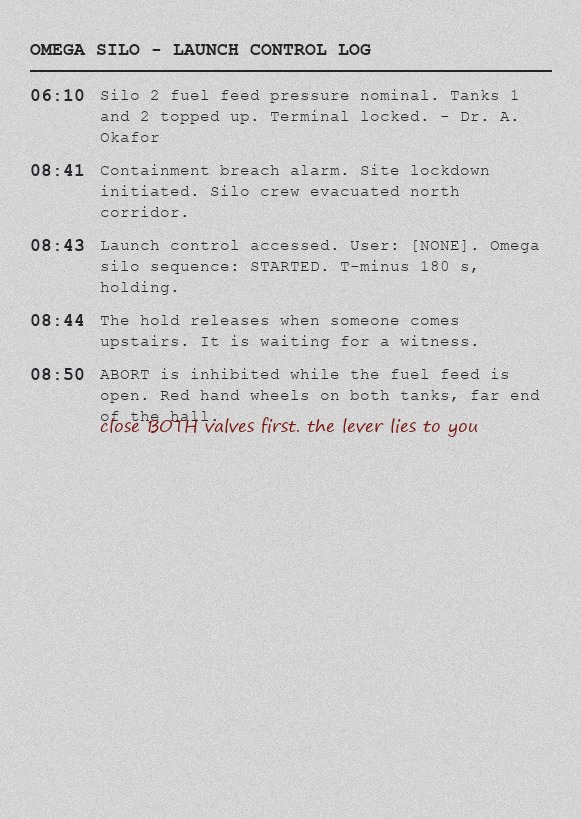 OMEGA SILO - LAUNCH CONTROL LOG
06:10 Silo 2 fuel feed pressure nominal. Tanks 1
and 2 topped up. Terminal locked. - Dr. A.
Okafor
08:41 Containment breach alarm. Site lockdown
initiated. Silo crew evacuated north
corridor.
08:43 Launch control accessed. User: [NONE]. Omega
silo sequence: STARTED. T-minus 180 s,
holding.
08:44 The hold releases when someone comes
upstairs. It is waiting for a witness.
08:50 ABORT is inhibited while the fuel feed is
open. Red hand wheels on both tanks, far end
of the hall.
close BOTH valves first. the lever lies to you